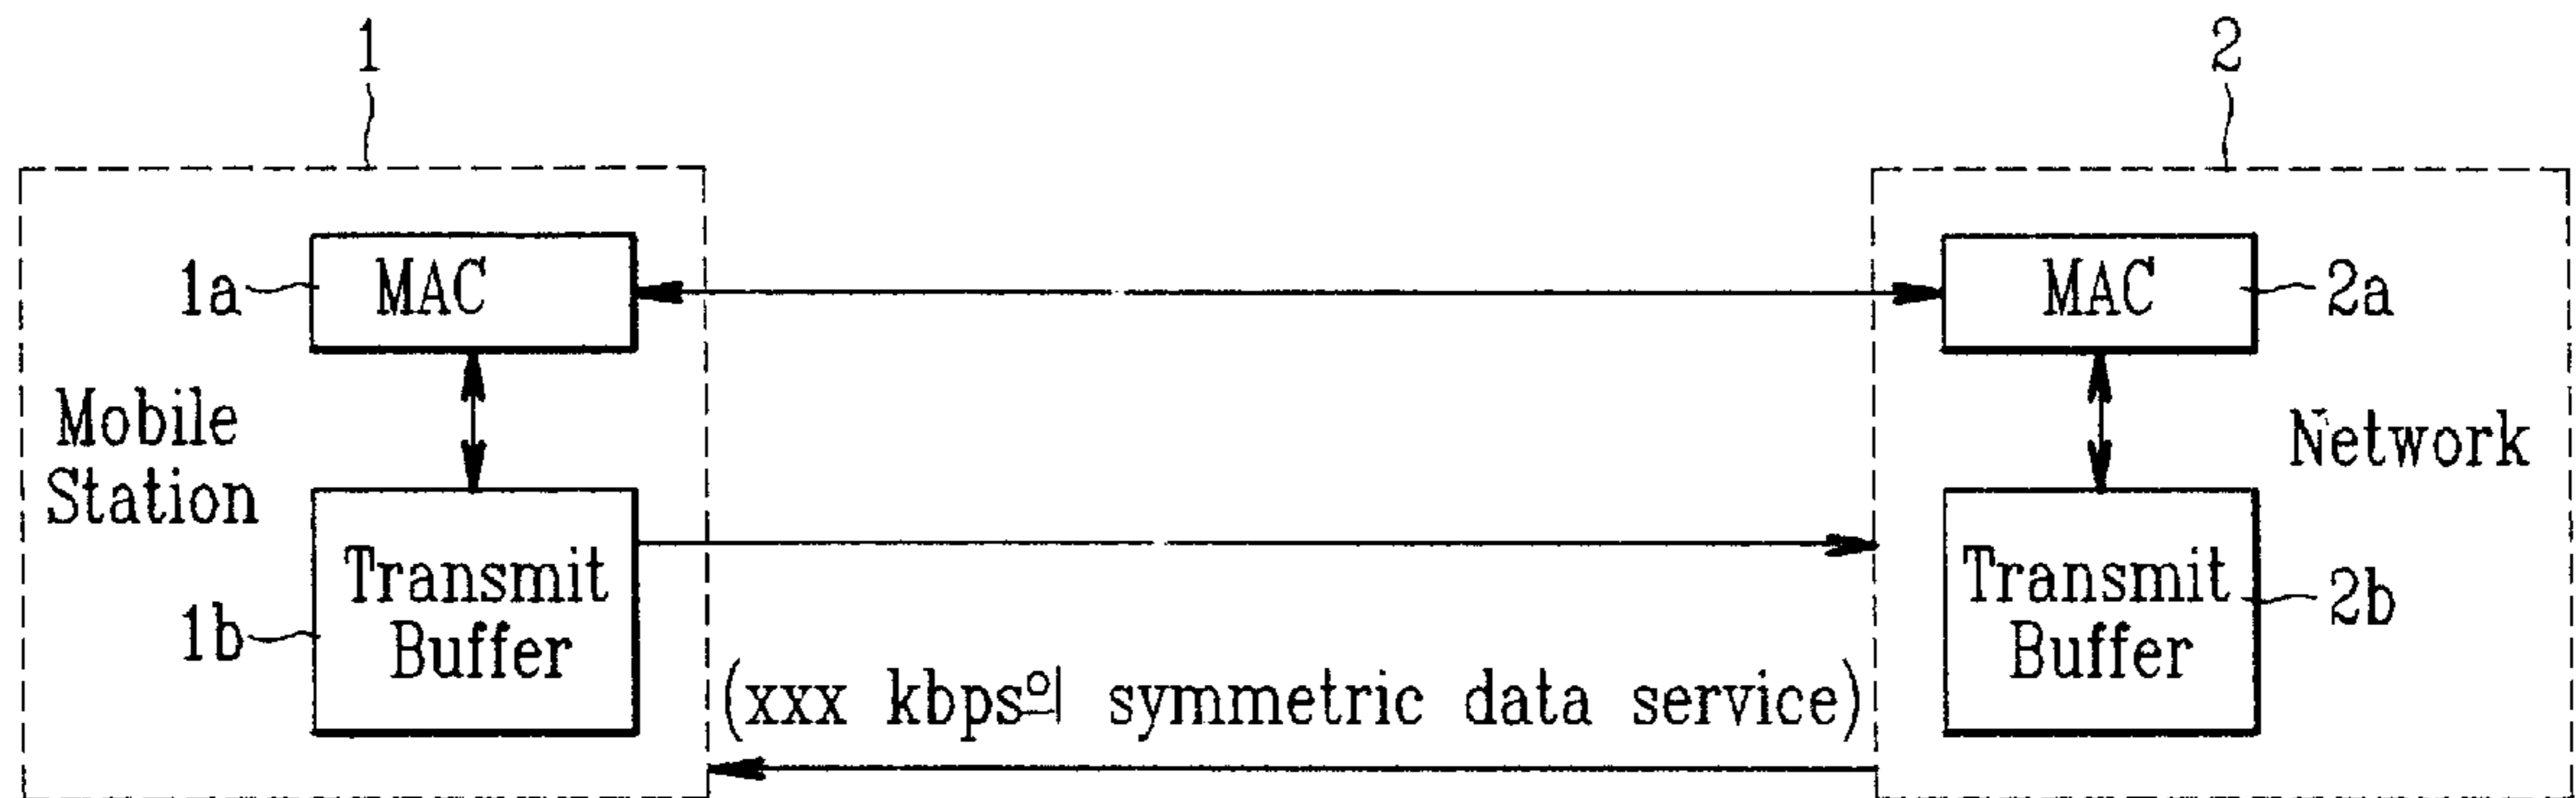 1
2
1a
MAC
MAC
2a
Mobile
Station
Network
1b
Transmit
Buffer
Transmit
Buffer
2b
(xxx kbps의 symmetric data service)